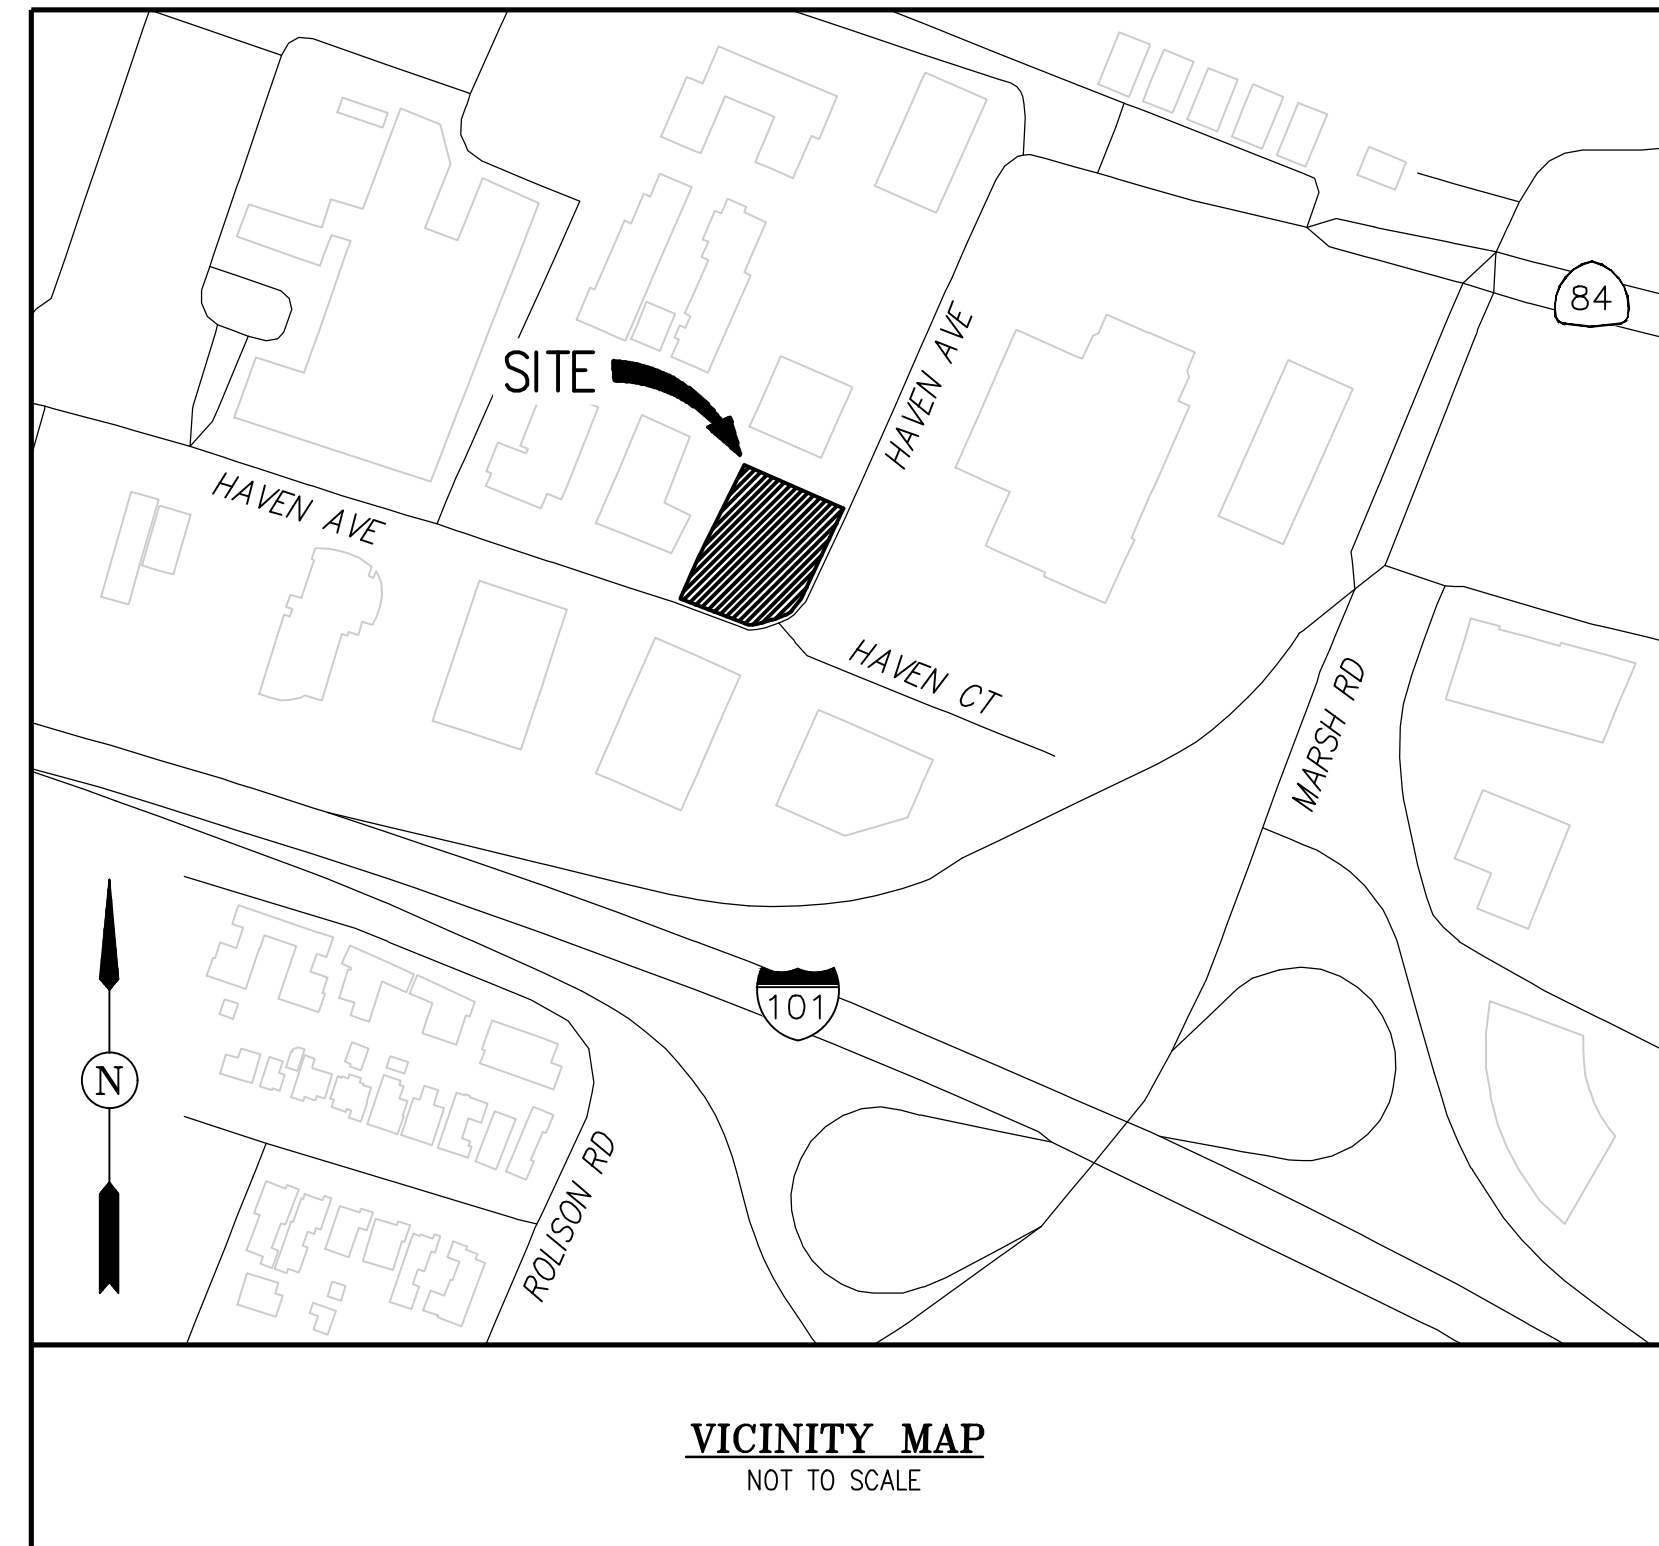 84
HAVEN AVE
SITE
HAVEN AVE
HAVEN CT
MARSH RD
101
N
ROLISON RD
VICINITY MAP
NOT TO SCALE